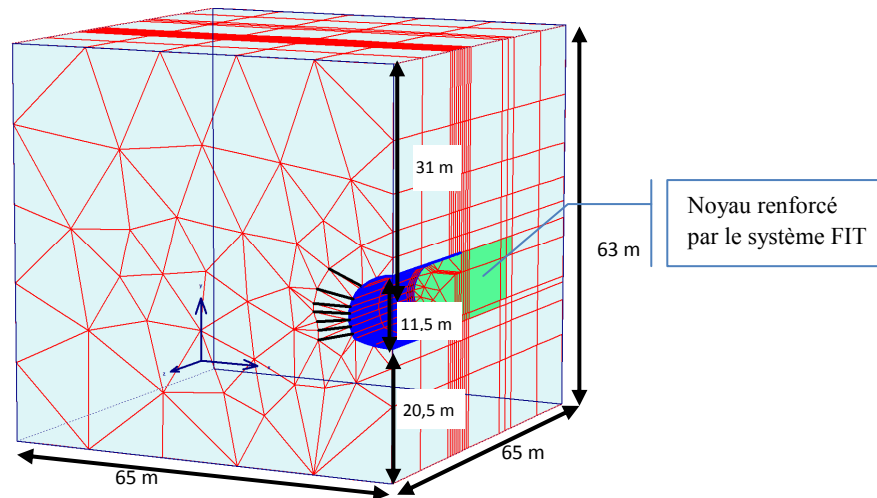 31 m
Noyau renforcé
par le système FIT
63 m
11,5 m
20,5 m
65 m
65 m
y
x
z